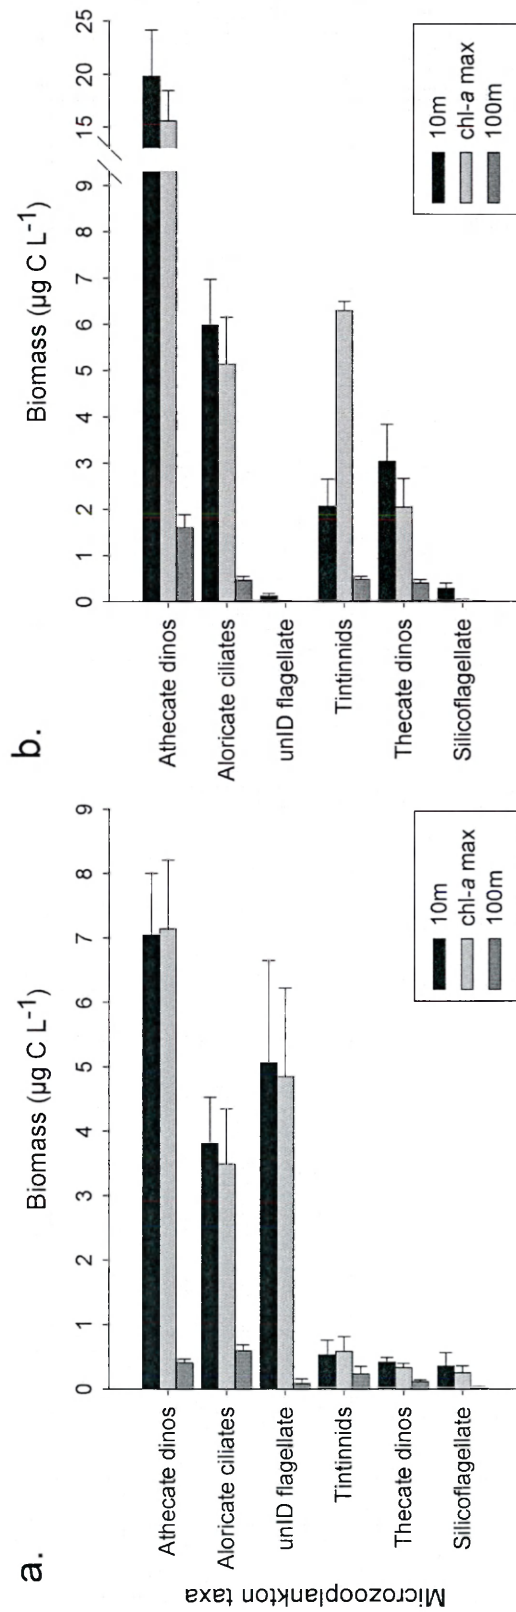 a.
Biomass (µg C L-1)
0 1 2 3 4 5 6 7 8 9
Microzooplankton taxa
Athecate dinos
Aloricate ciliates
unID flagellate
Tintinnids
Thecate dinos
Silicoflagellate
10m
chl-a max
100m
b.
Biomass (µg C L-1)
0 1 2 3 4 5 6 7 8 9 15 20 25
Athecate dinos
Aloricate ciliates
unID flagellate
Tintinnids
Thecate dinos
Silicoflagellate
10m
chl-a max
100m